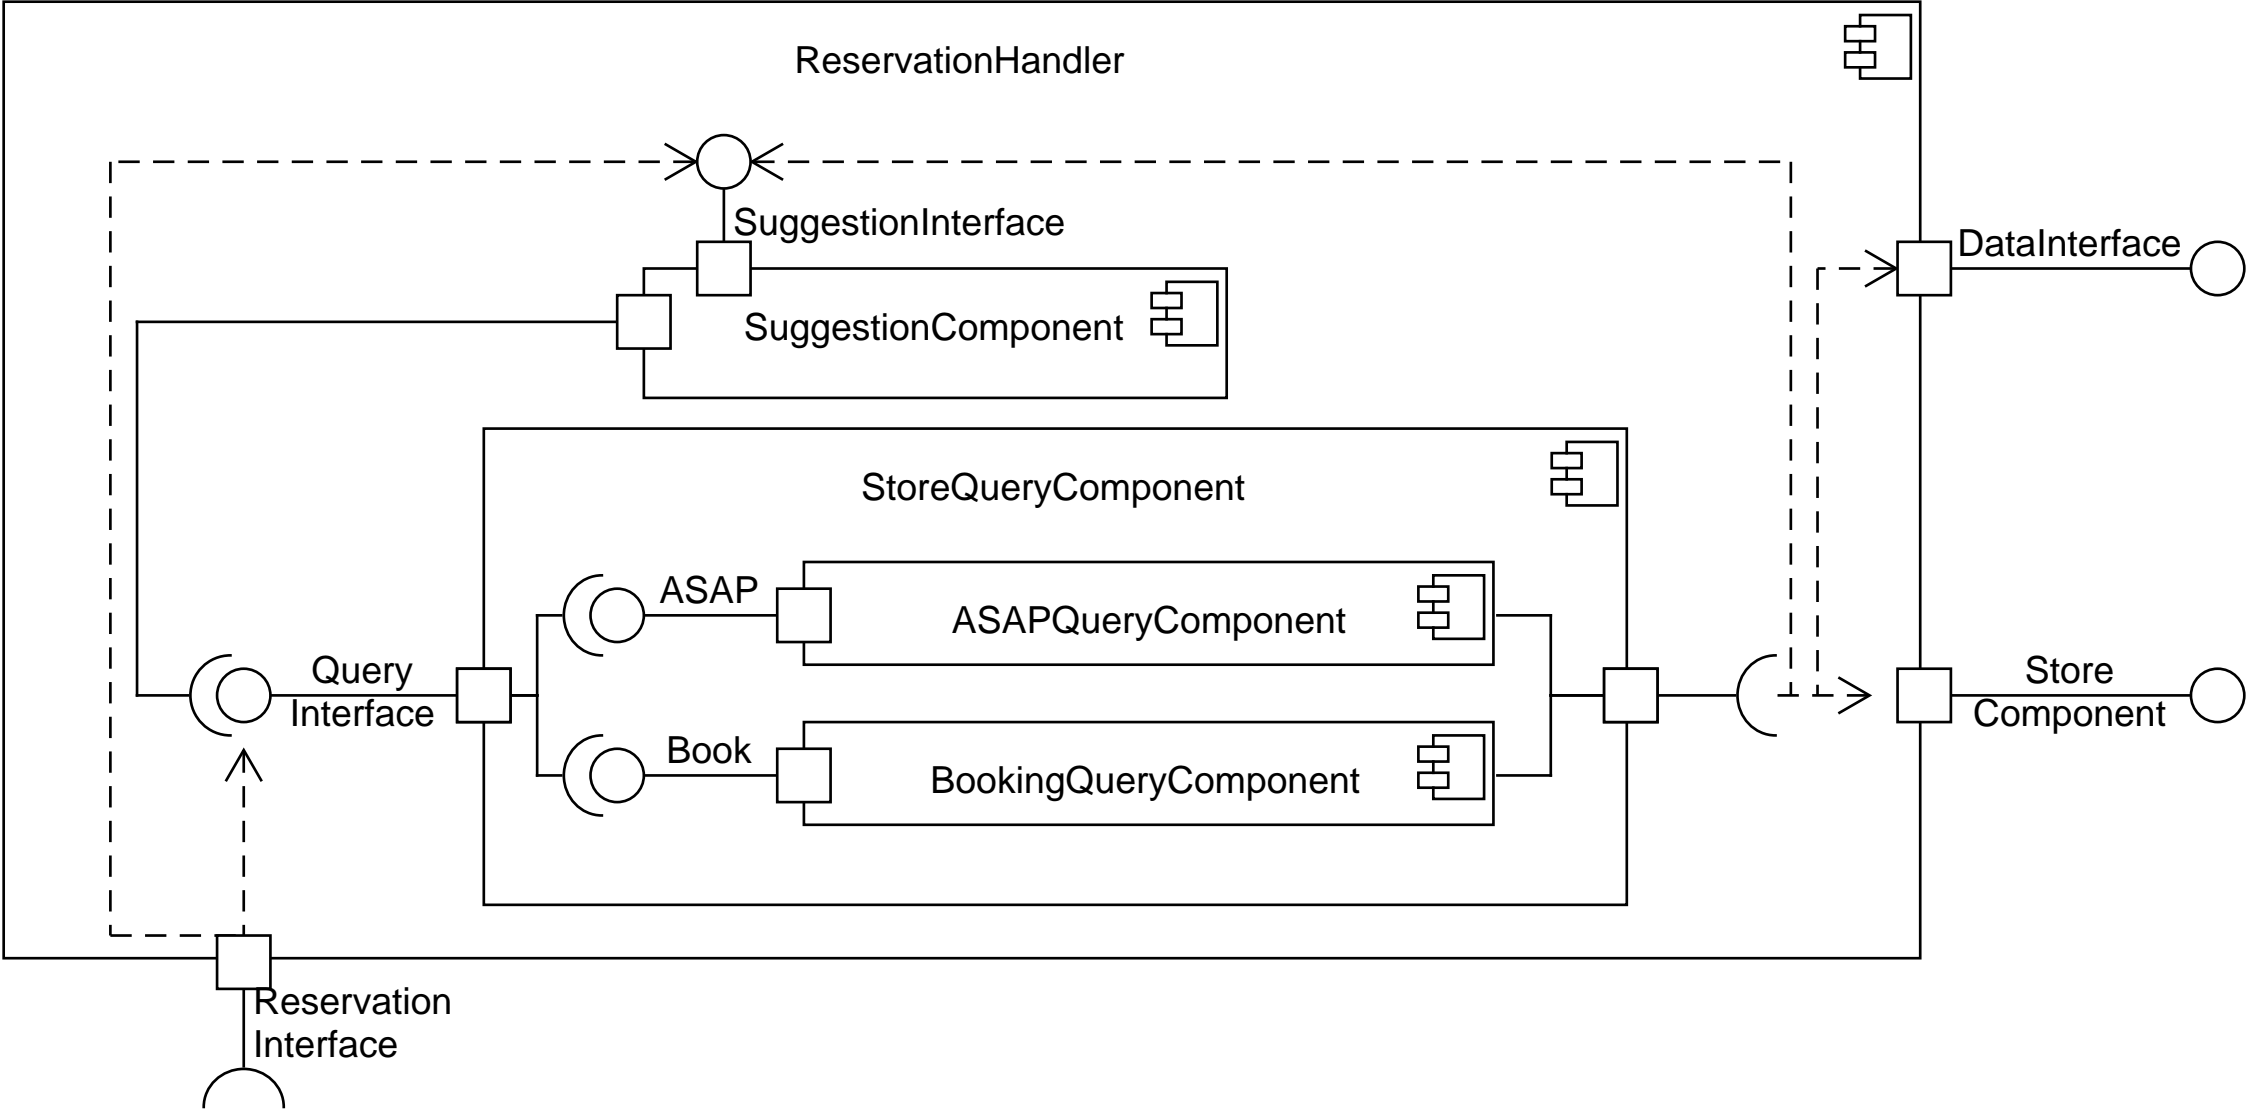 ReservationHandler
SuggestionInterface
DataInterface
SuggestionComponent
StoreQueryComponent
ASAP
ASAPQueryComponent
Query
Interface
Store
Component
Book
BookingQueryComponent
Reservation
Interface